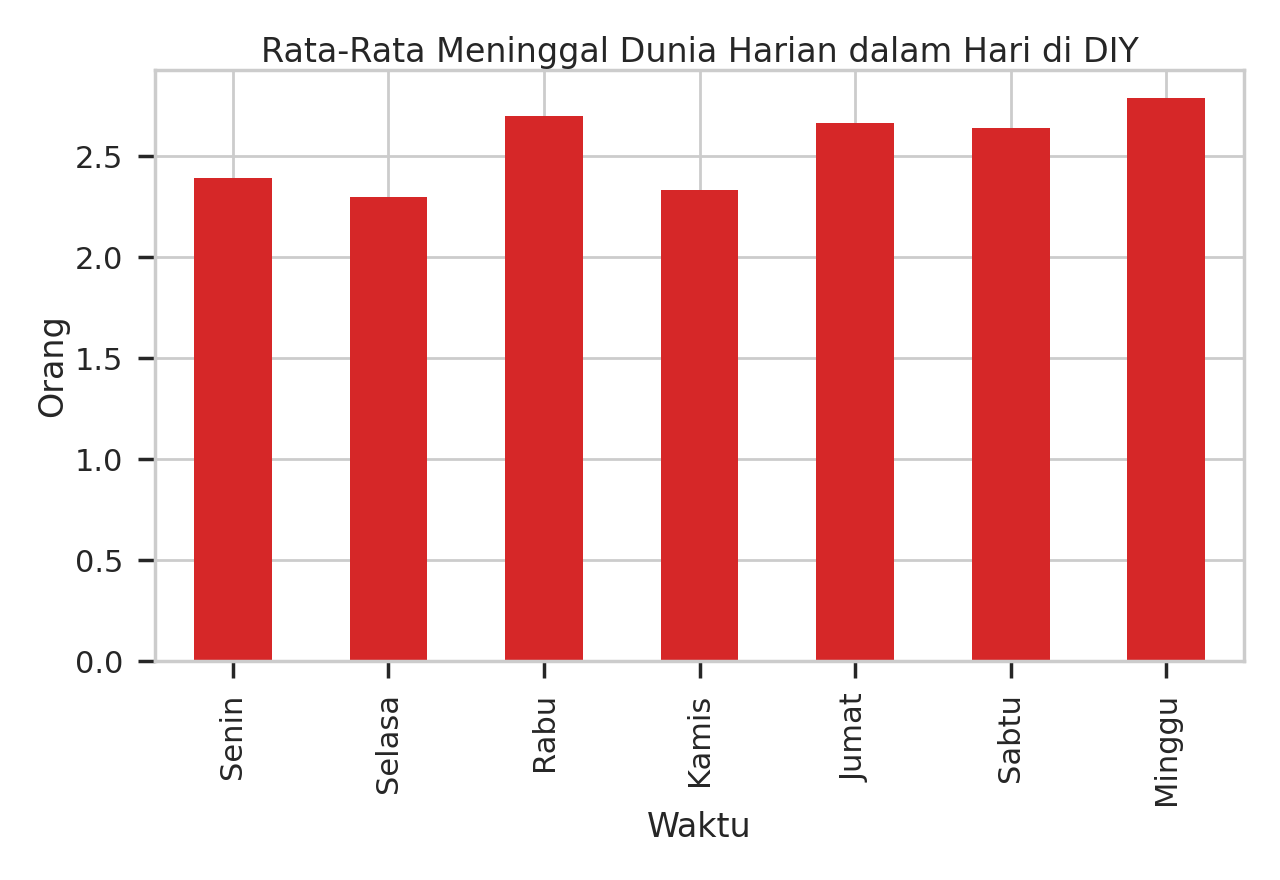 Rata-Rata Meninggal Dunia Harian dalam Hari di DIY
2.5
2.0
1.5
1.0
0.5
0.0
Orang
Senin
Selasa
Rabu
Kamis
Jumat
Sabtu
Minggu
Waktu